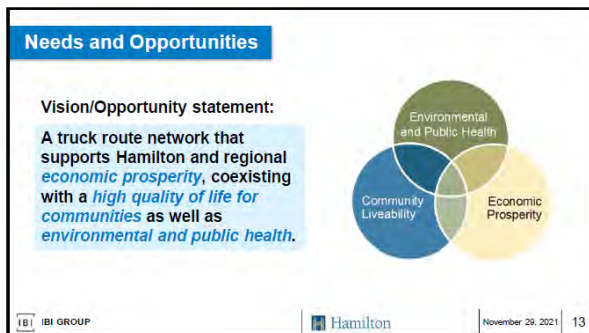 Needs and Opportunities
Vision/Opportunity statement:
A truck route network that
supports Hamilton and regional
economic prosperity, coexisting
with a high quality of life for
communities as well as
environmental and public health.
Environmental
and Public Health
Community
Liveability
Economic
Prosperity
IBI IBI GROUP
Hamilton
November 29, 2021 13